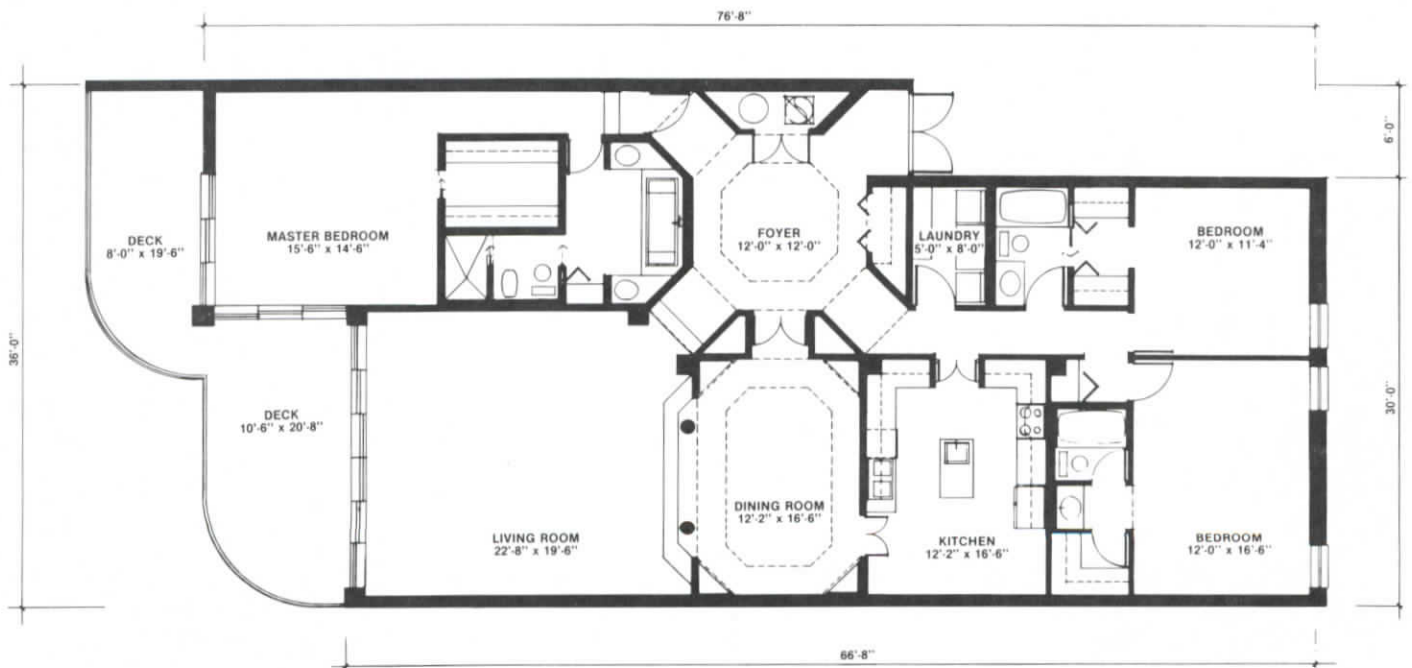 76'-8"
6'-0"
DECK
8'-0" x 19'-6"
MASTER BEDROOM
15'-6" x 14'-6"
FOYER
12'-0" x 12'-0"
LAUNDRY
5'-0" x 8'-0"
BEDROOM
12'-0" x 11'-4"
36'-0"
DECK
10'-6" x 20'-8"
30'-0"
LIVING ROOM
22'-8" x 19'-6"
DINING ROOM
12'-2" x 16'-6"
KITCHEN
12'-2" x 16'-6"
BEDROOM
12'-0" x 16'-6"
66'-8"